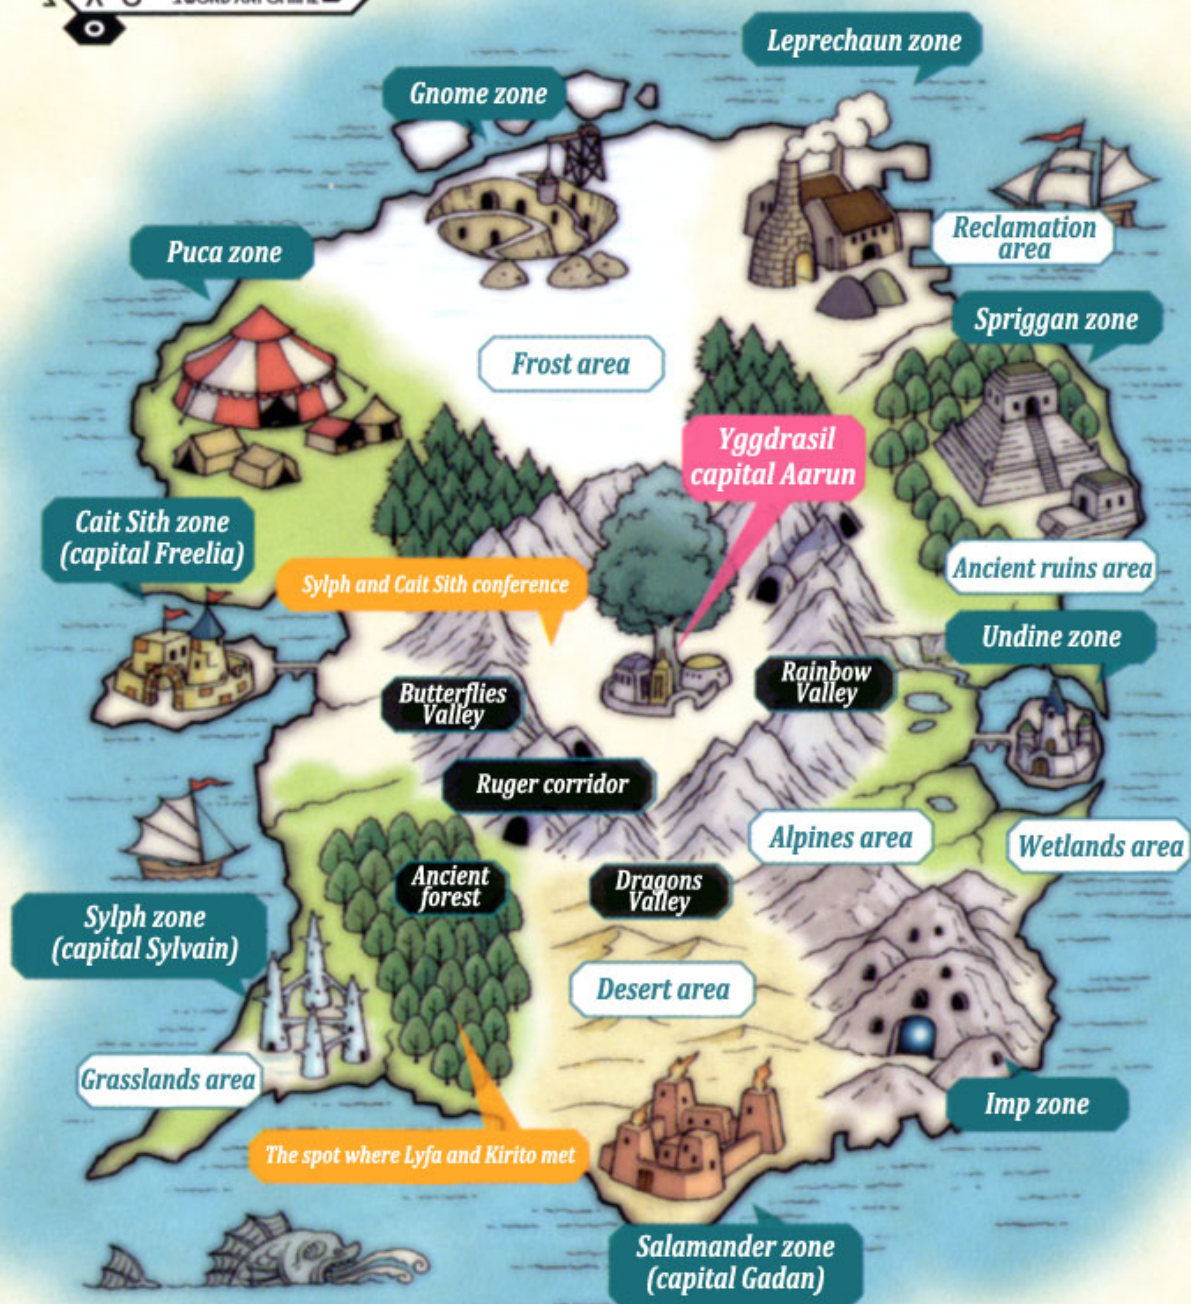 Leprechaun zone
Gnome zone
Reclamation
area
Puca zone
Spriggan zone
Frost area
Yggdrasil
capital Aarun
Cait Sith zone
(capital Freelia)
Ancient ruins area
Sylph and Cait Sith conference
Undine zone
Rainbow
Valley
Butterflies
Valley
Ruger corridor
Alpines area
Wetlands area
Ancient
forest
Dragons
Valley
Sylph zone
(capital Sylvain)
Desert area
Grasslands area
Imp zone
The spot where Lyfa and Kirito met
Salamander zone
(capital Gadan)